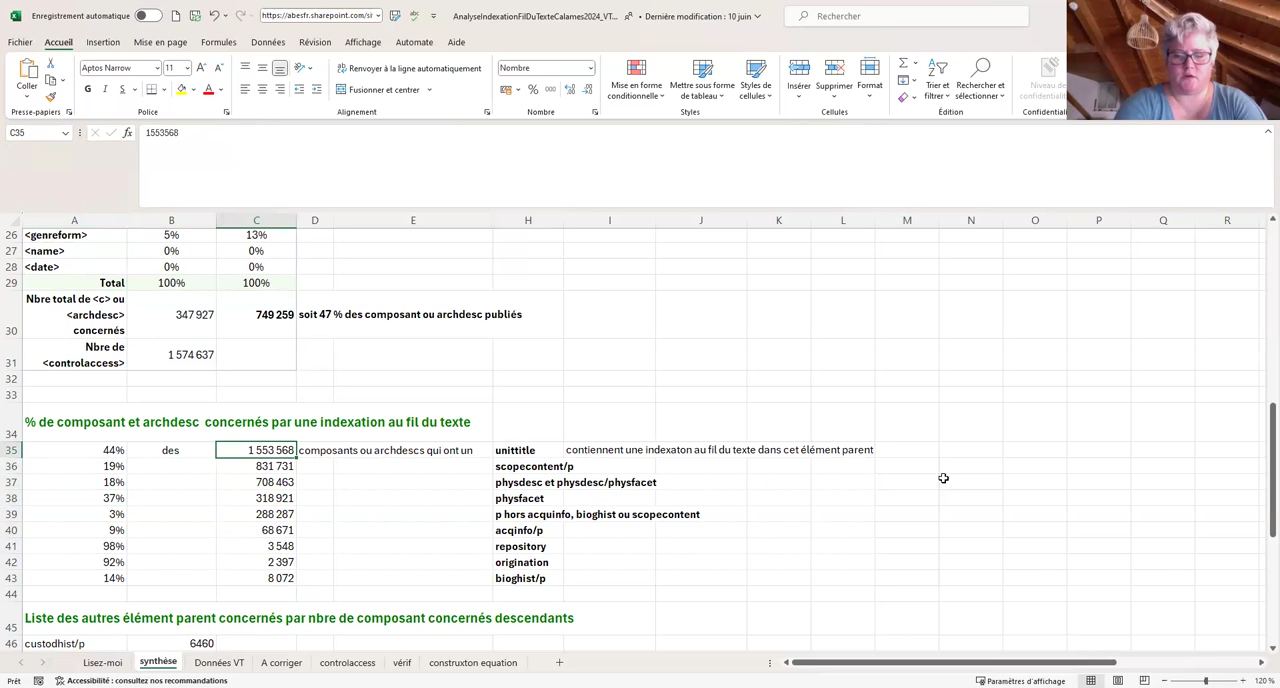 Enregistrement automatique
https://abesfr.sharepoint.com/sit
AnalyseIndexationFilDuTexteCalames2024_VT...
• Dernière modification : 10 juin
Rechercher
Fichier Accueil Insertion Mise en page Formules Données Révision Affichage Automate Aide
Coller
Aptos Narrow 11
G I S
Renvoyer à la ligne automatiquement
Fusionner et centrer
Nombre
% 000
Mise en forme conditionnelle
Mettre sous forme de tableau
Styles de cellules
Insérer Supprimer Format
Trier et filtrer
Rechercher et sélectionner
Niveau de confidentialité
Presse-papiers Police Alignement Nombre Styles Cellules Édition Confidentiali
C35 fx 1553568
A B C D E H I J K L M N O P Q R
26 <genreform> 5% 13%
27 <name> 0% 0%
28 <date> 0% 0%
29 Total 100% 100%
Nbre total de <c> ou
<archdesc> 347 927 749 259 soit 47 % des composant ou archdesc publiés
30 concernés
Nbre de 1 574 637
31 <controlaccess>
32
33
34 % de composant et archdesc concernés par une indexation au fil du texte
35 44% des 1 553 568 composants ou archdescs qui ont un unittitle contiennent une indexaton au fil du texte dans cet élément parent
36 19% 831 731 scopecontent/p
37 18% 708 463 physdesc et physdesc/physfacet
38 37% 318 921 physfacet
39 3% 288 287 p hors acquinfo, bioghist ou scopecontent
40 9% 68 671 acqinfo/p
41 98% 3 548 repository
42 92% 2 397 origination
43 14% 8 072 bioghist/p
44
45 Liste des autres élément parent concernés par nbre de composant concernés descendants
46 custodhist/p 6460
Lisez-moi synthèse Données VT A corriger controlaccess vérif construxton equation
Prêt Accessibilité : consultez nos recommandations Paramètres d'affichage 120 %